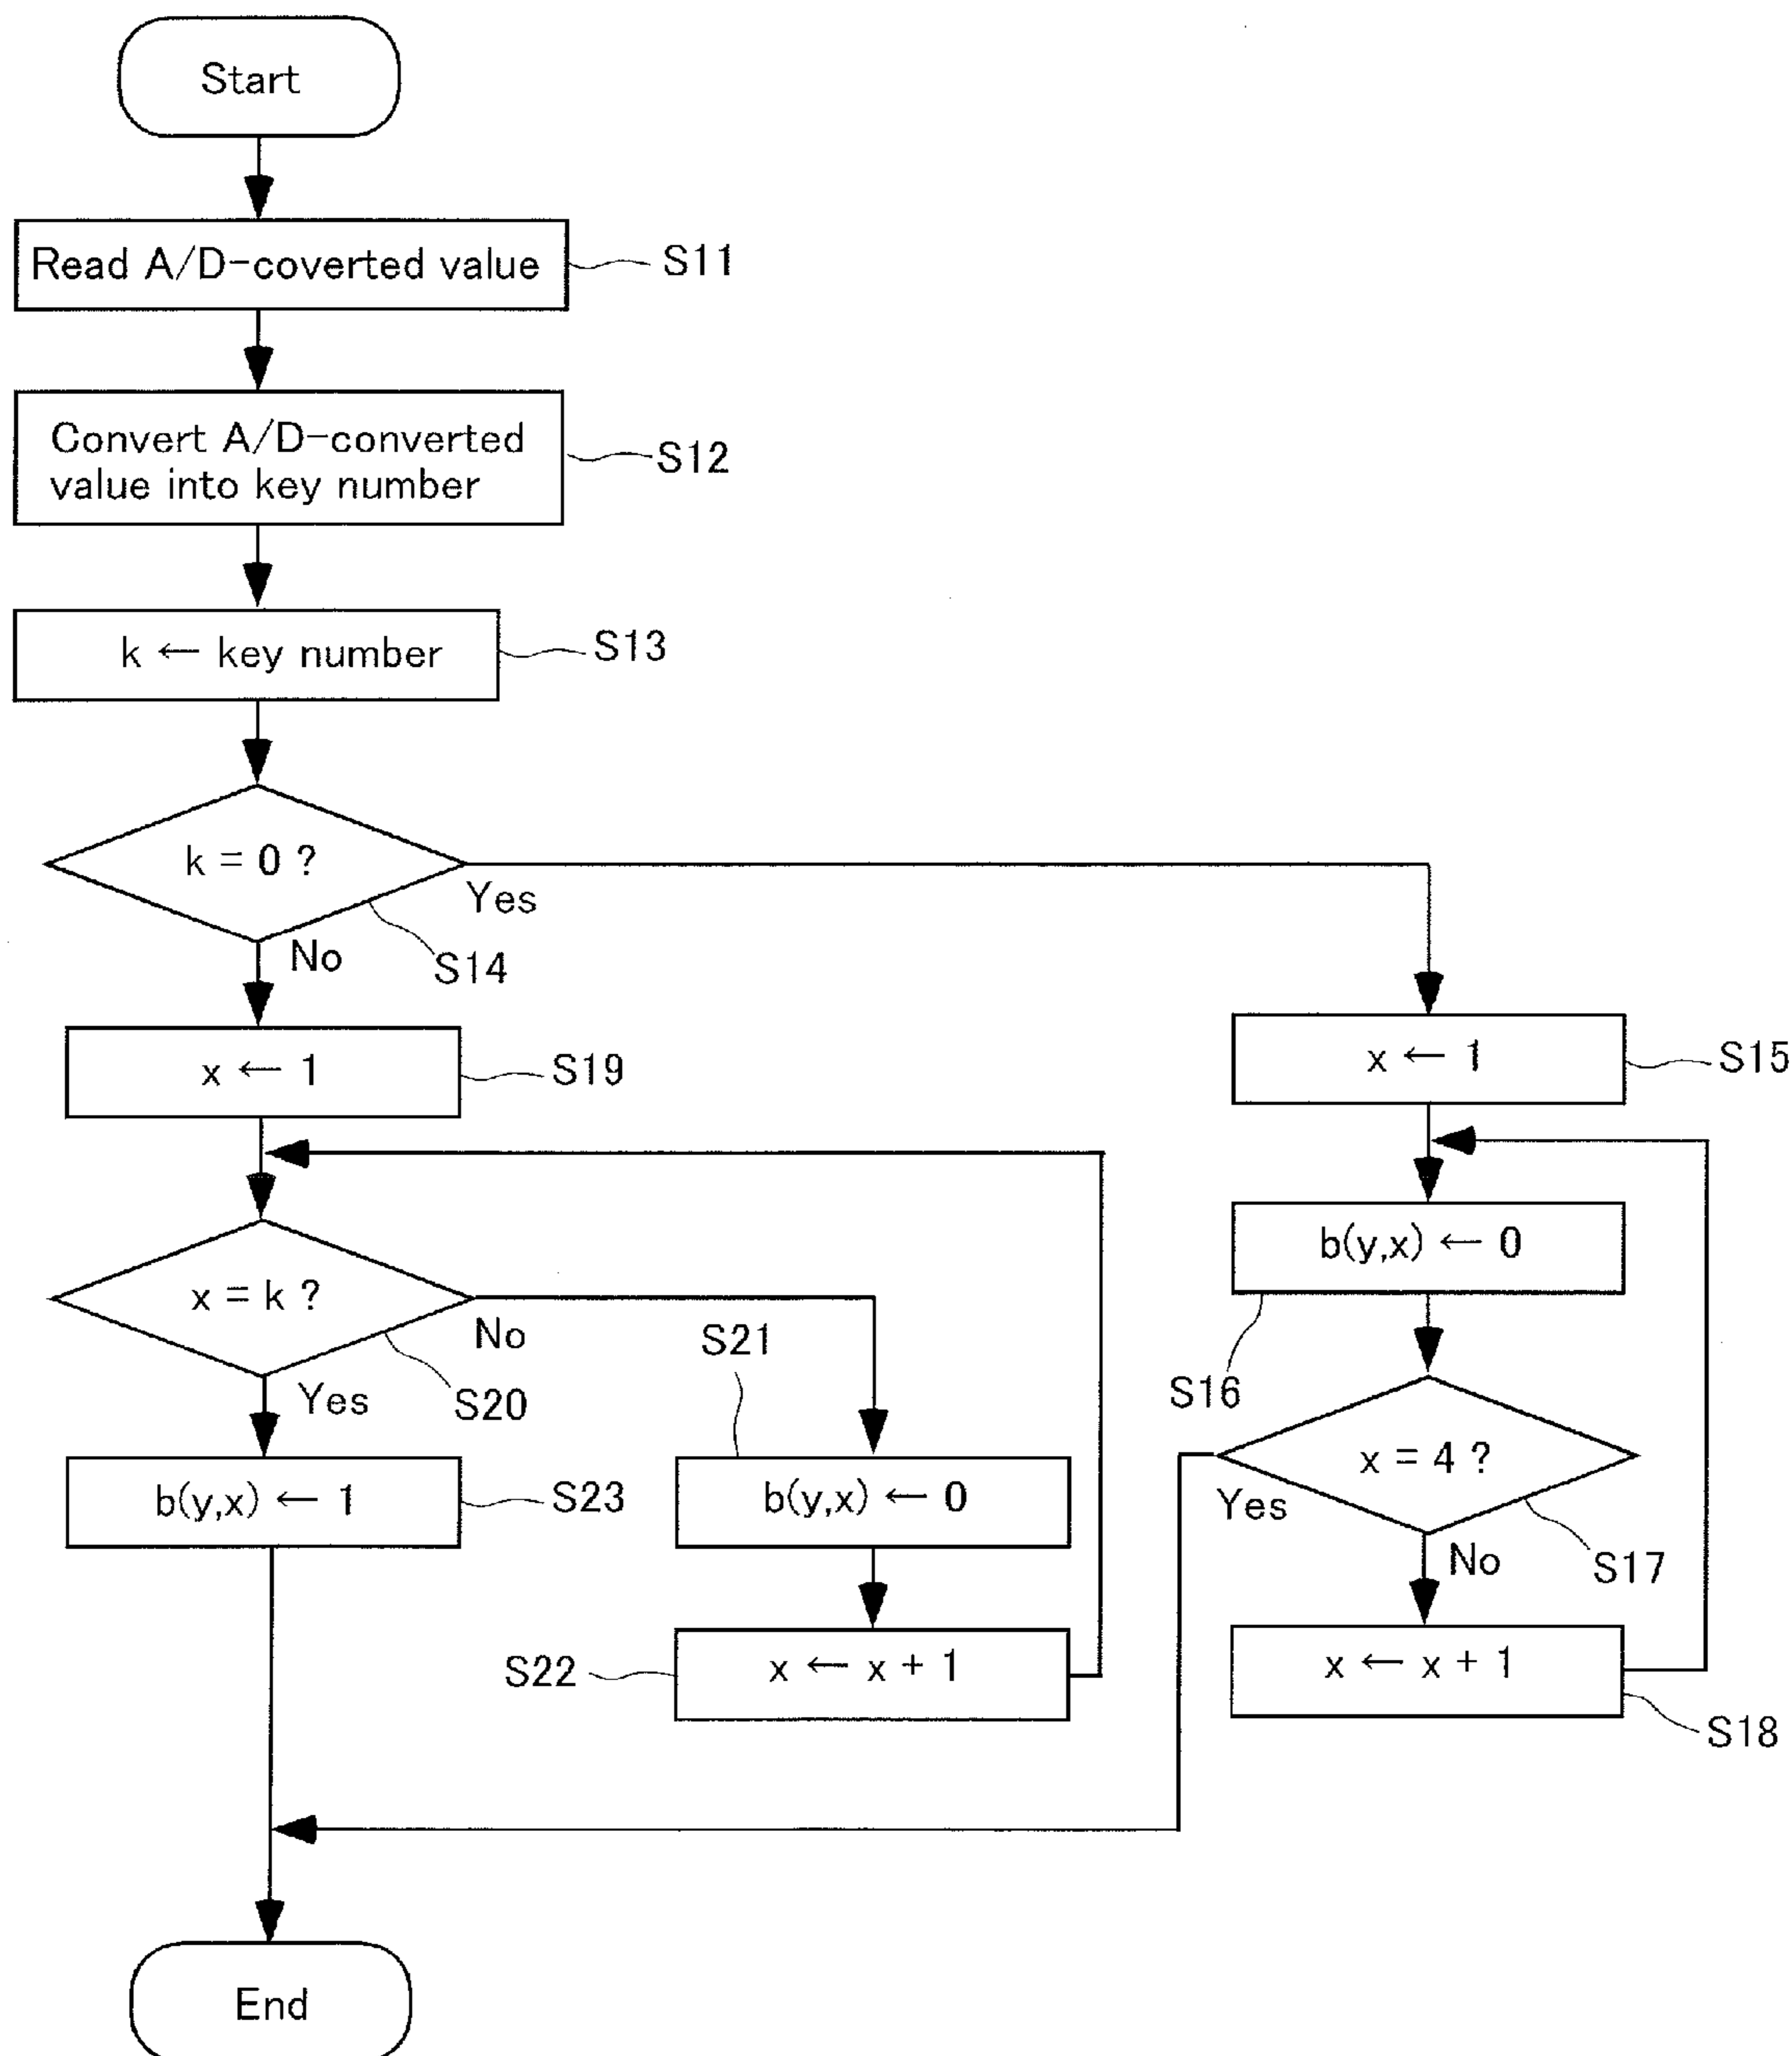 Start
Read A/D-coverted value
S11
Convert A/D-converted
value into key number
S12
k ← key number
S13
k = 0 ?
Yes
No
S14
x ← 1
S19
x ← 1
S15
b(y,x) ← 0
S16
x = k ?
No
Yes
S20
S21
b(y,x) ← 1
S23
b(y,x) ← 0
x = 4 ?
Yes
No
S17
S22
x ← x + 1
x ← x + 1
S18
End